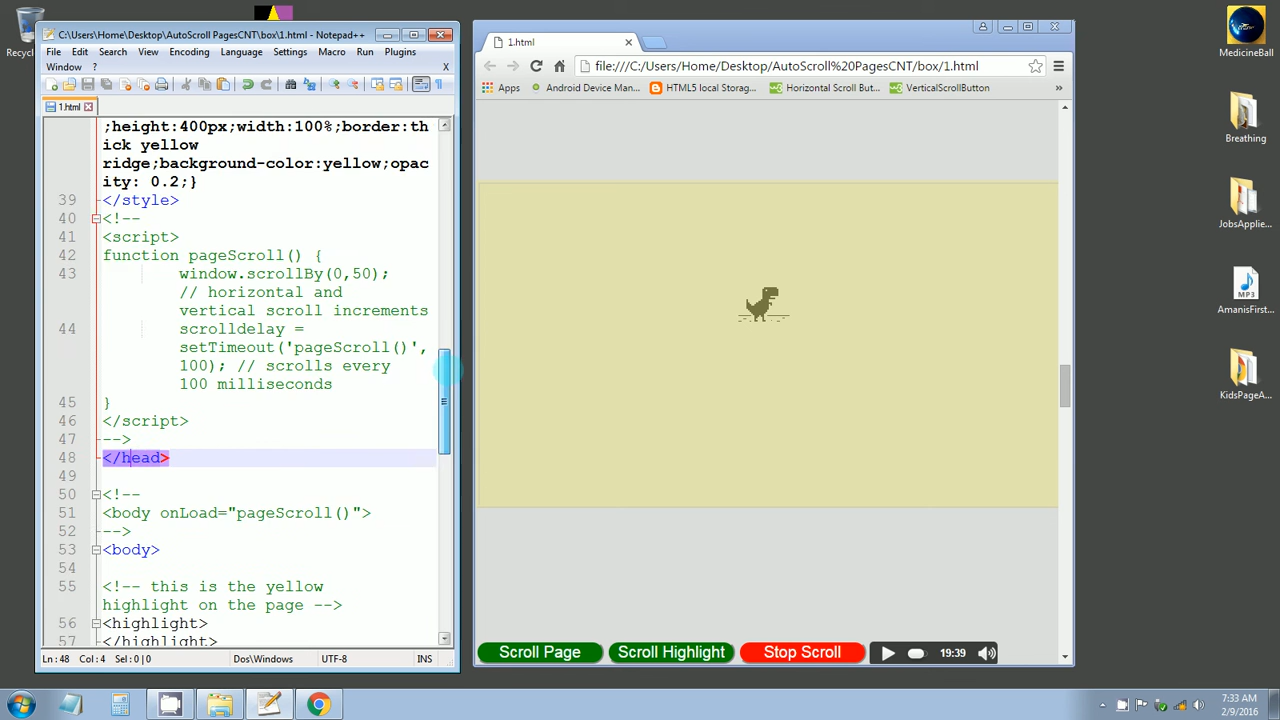 Recycl
C:\Users\Home\Desktop\AutoScroll PagesCNT\box\1.html - Notepad++
File Edit Search View Encoding Language Settings Macro Run Plugins
Window ? X
1.html
;height:400px;width:100%;border:th
ick yellow
ridge;background-color:yellow;opac
ity: 0.2;}
39 </style>
40 <!--
41 <script>
42 function pageScroll() {
43 window.scrollBy(0,50);
// horizontal and
vertical scroll increments
44 scrolldelay =
setTimeout('pageScroll()',
100); // scrolls every
100 milliseconds
45 }
46 </script>
47 -->
48 </head>
49
50 <!--
51 <body onLoad="pageScroll()">
52 -->
53 <body>
54
55 <!-- this is the yellow
highlight on the page -->
56 <highlight>
57 </highlight>
Ln:48 Col:4 Sel:0|0 Dos\Windows UTF-8 INS
1.html
file:///C:/Users/Home/Desktop/AutoScroll%20PagesCNT/box/1.html
Apps Android Device Man... HTML5 local Storag... Horizontal Scroll But... VerticalScrollButton »
Scroll Page Scroll Highlight Stop Scroll 19:39
MedicineBall
Breathing
JobsApplie...
MP3
AmanisFirst...
KidsPageA...
7:33 AM
2/9/2016